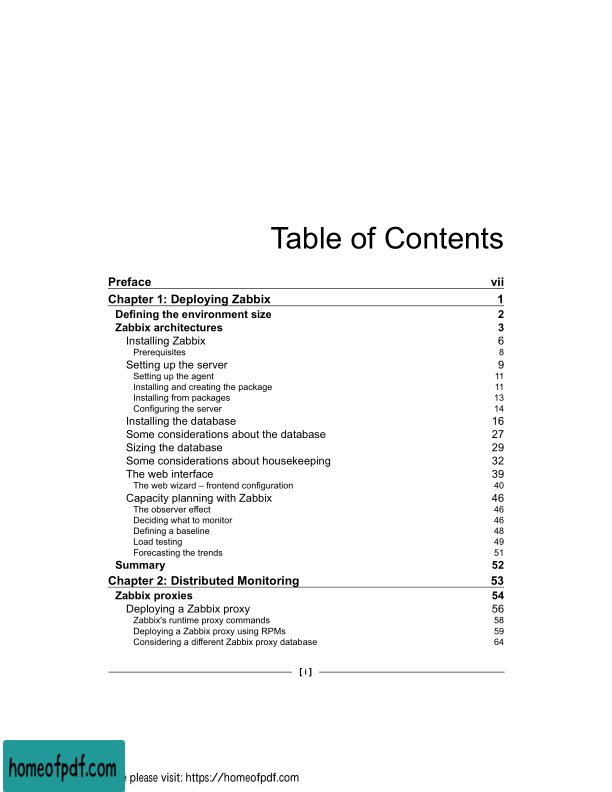 Table of Contents
Preface vii
Chapter 1: Deploying Zabbix 1
Defining the environment size 2
Zabbix architectures 3
Installing Zabbix 6
Prerequisites 8
Setting up the server 9
Setting up the agent 11
Installing and creating the package 11
Installing from packages 13
Configuring the server 14
Installing the database 16
Some considerations about the database 27
Sizing the database 29
Some considerations about housekeeping 32
The web interface 39
The web wizard – frontend configuration 40
Capacity planning with Zabbix 46
The observer effect 46
Deciding what to monitor 46
Defining a baseline 48
Load testing 49
Forecasting the trends 51
Summary 52
Chapter 2: Distributed Monitoring 53
Zabbix proxies 54
Deploying a Zabbix proxy 56
Zabbix's runtime proxy commands 58
Deploying a Zabbix proxy using RPMs 59
Considering a different Zabbix proxy database 64
[ i ]
homeofpdf.com
please visit: https://homeofpdf.com